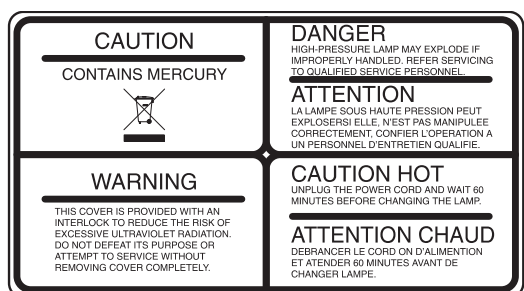 CAUTION
CONTAINS MERCURY
DANGER
HIGH-PRESSURE LAMP MAY EXPLODE IF
IMPROPERLY HANDLED. REFER SERVICING
TO QUALIFIED SERVICE PERSONNEL.
ATTENTION
LA LAMPE SOUS HAUTE PRESSION PEUT
EXPLOSERSI ELLE, N'EST PAS MANIPULEE
CORRECTEMENT, CONFIER L'OPERATION A
UN PERSONNEL D'ENTRETIEN QUALIFIE.
WARNING
THIS COVER IS PROVIDED WITH AN
INTERLOCK TO REDUCE THE RISK OF
EXCESSIVE ULTRAVIOLET RADIATION.
DO NOT DEFEAT ITS PURPOSE OR
ATTEMPT TO SERVICE WITHOUT
REMOVING COVER COMPLETELY.
CAUTION HOT
UNPLUG THE POWER CORD AND WAIT 60
MINUTES BEFORE CHANGING THE LAMP.
ATTENTION CHAUD
DEBRANCER LE CORD ON D'ALIMENTION
ET ATENDER 60 MINUTES AVANT DE
CHANGER LAMPE.